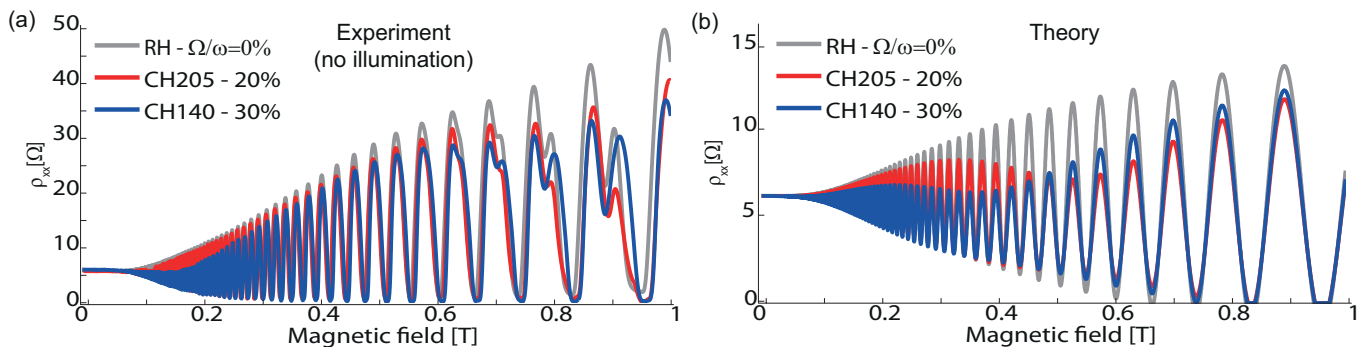 (a)
Experiment
(no illumination)
RH - Ω/ω=0%
CH205 - 20%
CH140 - 30%
ρxx[Ω]
50
40
30
20
10
0
0 0.2 0.4 0.6 0.8 1
Magnetic field [T]
(b)
Theory
RH - Ω/ω=0%
CH205 - 20%
CH140 - 30%
ρxx[Ω]
15
10
5
0
0 0.2 0.4 0.6 0.8 1
Magnetic field [T]